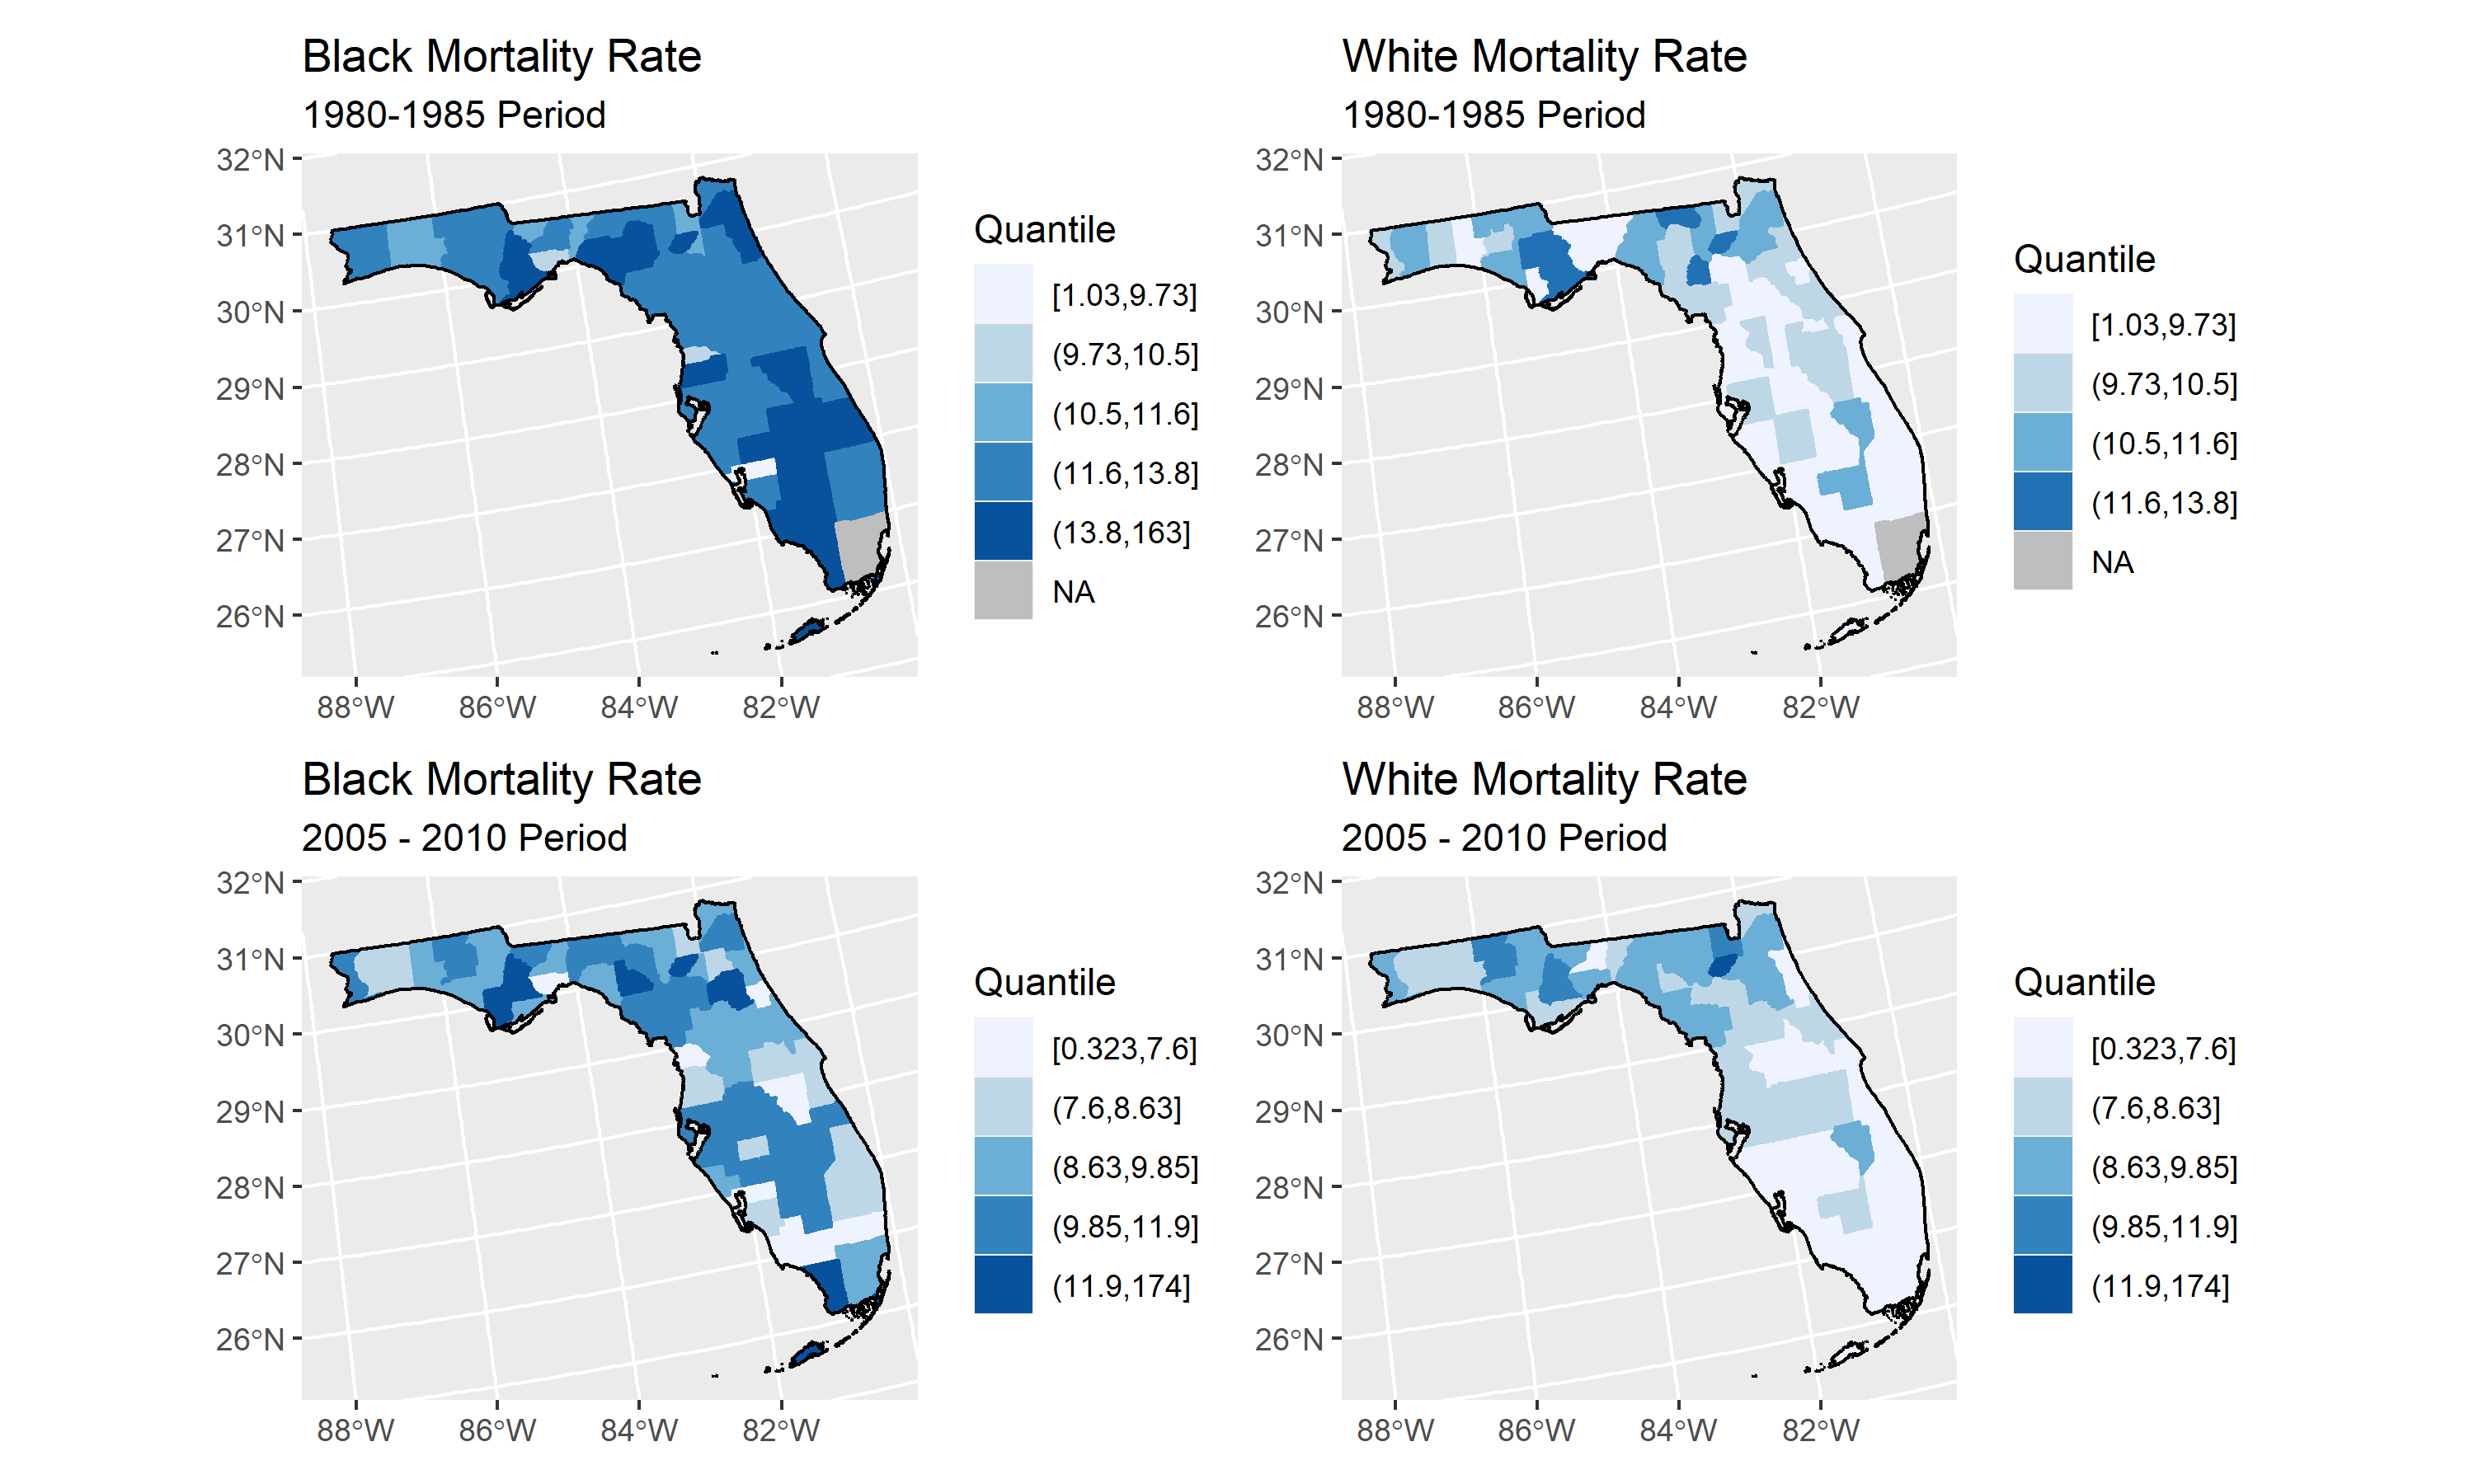 Black Mortality Rate
1980-1985 Period
32°N
31°N
30°N
29°N
28°N
27°N
26°N
88°W 86°W 84°W 82°W
Quantile
[1.03,9.73]
(9.73,10.5]
(10.5,11.6]
(11.6,13.8]
(13.8,163]
NA
White Mortality Rate
1980-1985 Period
32°N
31°N
30°N
29°N
28°N
27°N
26°N
88°W 86°W 84°W 82°W
Quantile
[1.03,9.73]
(9.73,10.5]
(10.5,11.6]
(11.6,13.8]
NA
Black Mortality Rate
2005 - 2010 Period
32°N
31°N
30°N
29°N
28°N
27°N
26°N
88°W 86°W 84°W 82°W
Quantile
[0.323,7.6]
(7.6,8.63]
(8.63,9.85]
(9.85,11.9]
(11.9,174]
White Mortality Rate
2005 - 2010 Period
32°N
31°N
30°N
29°N
28°N
27°N
26°N
88°W 86°W 84°W 82°W
Quantile
[0.323,7.6]
(7.6,8.63]
(8.63,9.85]
(9.85,11.9]
(11.9,174]